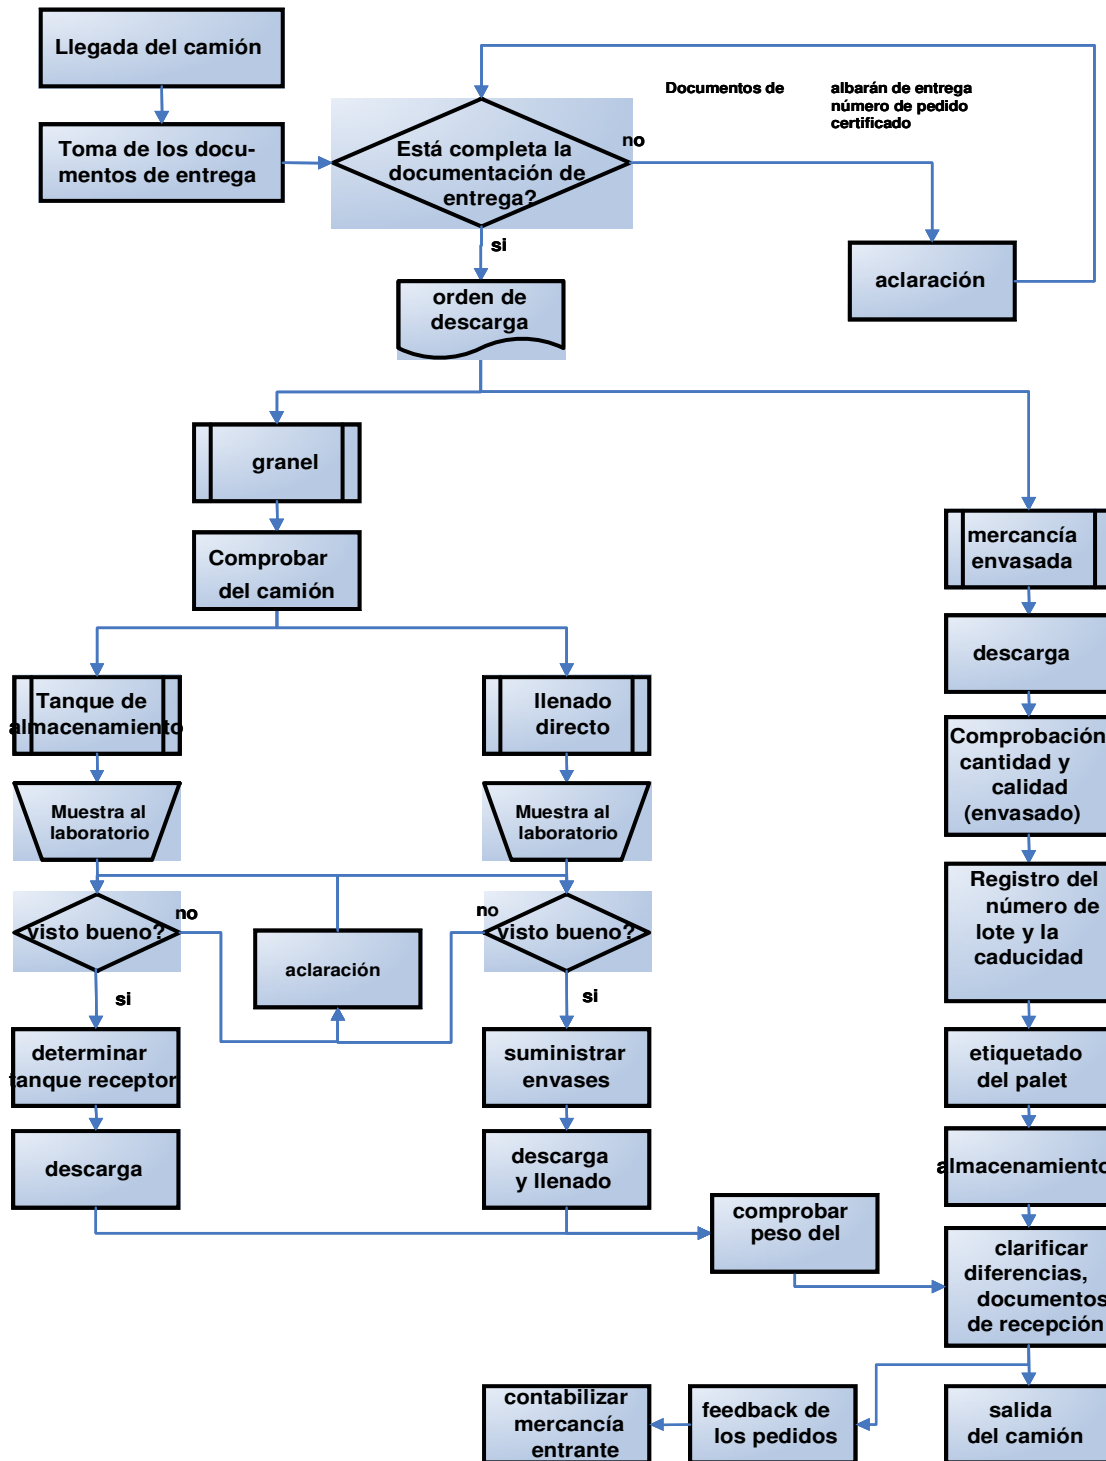 Llegada del camión
Toma de los docu-
mentos de entrega
Está completa la
documentación de
entrega?
no
si
Documentos de
albarán de entrega
número de pedido
certificado
aclaración
orden de
descarga
granel
Comprobar
del camión
mercancía
envasada
descarga
Comprobación
cantidad y
calidad
(envasado)
Registro del
número de
lote y la
caducidad
etiquetado
del palet
almacenamiento
Tanque de
almacenamiento
llenado
directo
Muestra al
laboratorio
Muestra al
laboratorio
visto bueno?
no
si
aclaración
no
visto bueno?
si
determinar
tanque receptor
suministrar
envases
descarga
descarga
y llenado
comprobar
peso del
clarificar
diferencias,
documentos
de recepción
contabilizar
mercancía
entrante
feedback de
los pedidos
salida
del camión